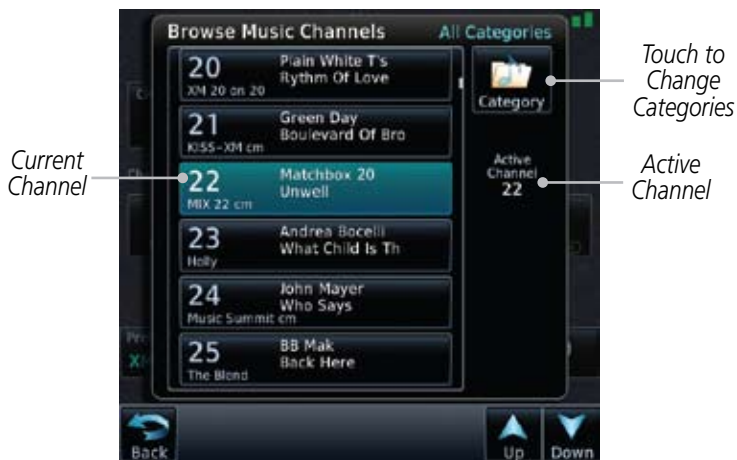 Browse Music Channels
All Categories
20
Plain White T's
Rythm Of Love
XM 20 on 20
Category
21
Green Day
Boulevard Of Bro
KISS-XM cm
22
Matchbox 20
Unwell
MIX 22 cm
Active
Channel
22
23
Andrea Bocelli
What Child Is Th
Holly
24
John Mayer
Who Says
Music Summit cm
25
BB Mak
Back Here
The Blend
Back
Up
Down
Current
Channel
Touch to
Change
Categories
Active
Channel